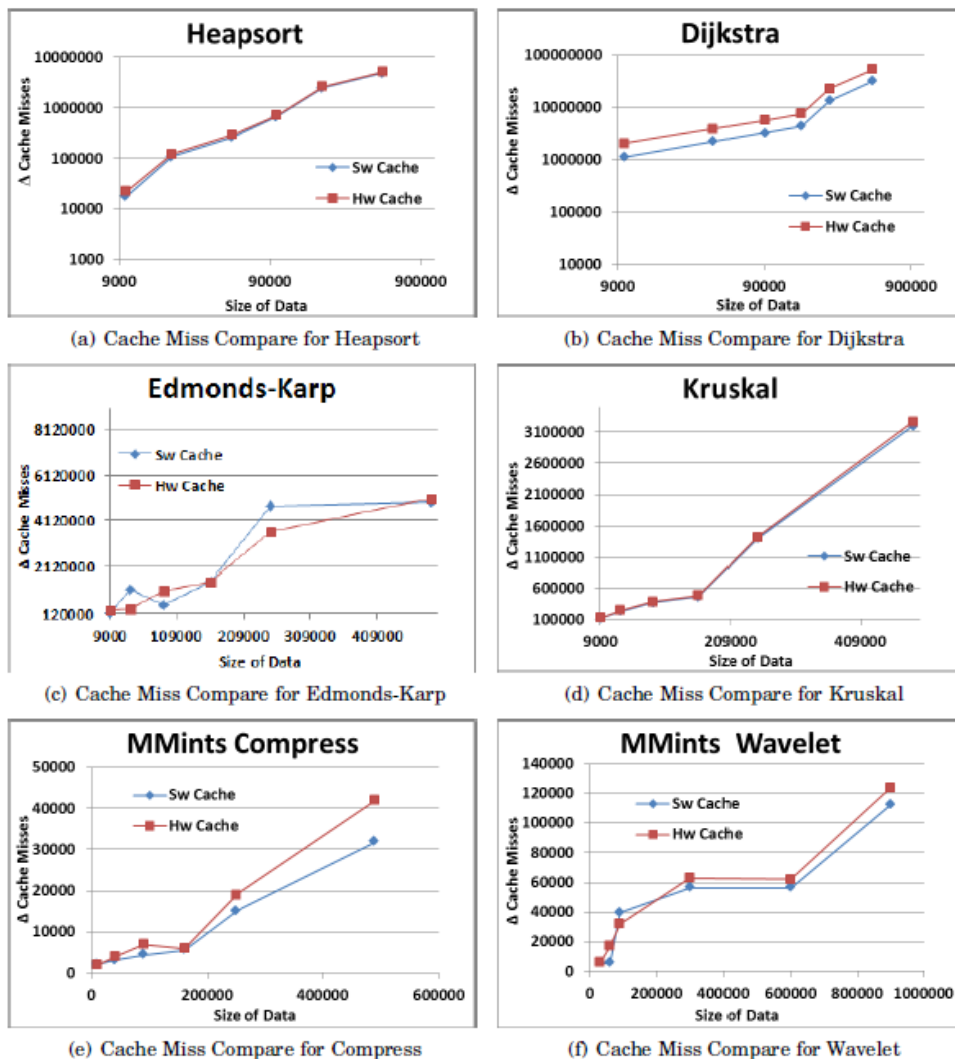 Heapsort
10000000
1000000
100000
10000
1000
Δ Cache Misses
Sw Cache
Hw Cache
9000 90000 900000
Size of Data
(a) Cache Miss Compare for Heapsort
Dijkstra
100000000
10000000
1000000
100000
10000
Δ Cache Misses
Sw Cache
Hw Cache
9000 90000 900000
Size of Data
(b) Cache Miss Compare for Dijkstra
Edmonds-Karp
8120000
6120000
4120000
2120000
120000
Δ Cache Misses
Sw Cache
Hw Cache
9000 109000 209000 309000 409000
Size of Data
(c) Cache Miss Compare for Edmonds-Karp
Kruskal
3100000
2600000
2100000
1600000
1100000
600000
100000
Δ Cache Misses
Sw Cache
Hw Cache
9000 209000 409000
Size of Data
(d) Cache Miss Compare for Kruskal
MMints Compress
50000
40000
30000
20000
10000
0
Δ Cache Misses
Sw Cache
Hw Cache
0 200000 400000 600000
Size of Data
(e) Cache Miss Compare for Compress
MMints Wavelet
140000
120000
100000
80000
60000
40000
20000
0
Δ Cache Misses
Sw Cache
Hw Cache
0 200000 400000 600000 800000 1000000
Size of Data
(f) Cache Miss Compare for Wavelet